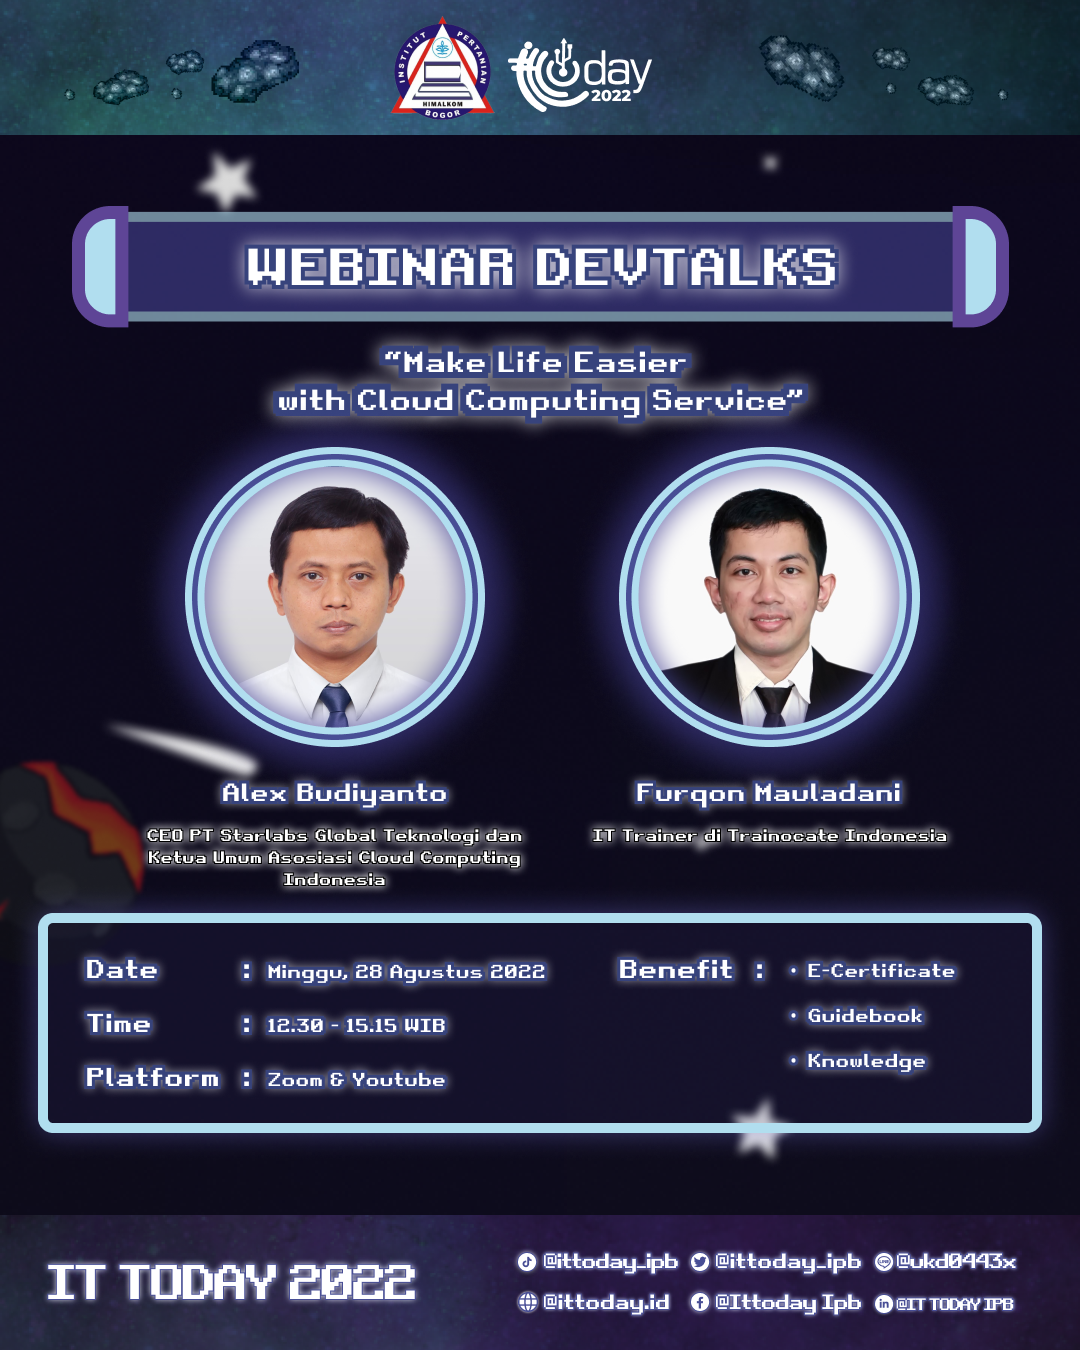 INSTITUT PERTANIAN
HIMALKOM
BOGOR
itoday
2022
WEBINAR DEVTALKS
“Make Life Easier
with Cloud Computing Service”
Alex Budiyanto
Furqon Mauladani
CEO PT Starlabs Global Teknologi dan
Ketua Umum Asosiasi Cloud Computing
Indonesia
IT Trainer di Trainocate Indonesia
Date : Minggu, 28 Agustus 2022
Time : 12.30 - 15.15 WIB
Platform : Zoom & Youtube
Benefit : • E-Certificate
• Guidebook
• Knowledge
IT TODAY 2022
@ittoday_ipb @ittoday_ipb @ukd0443x
@ittoday.id @Ittoday Ipb @IT TODAY IPB